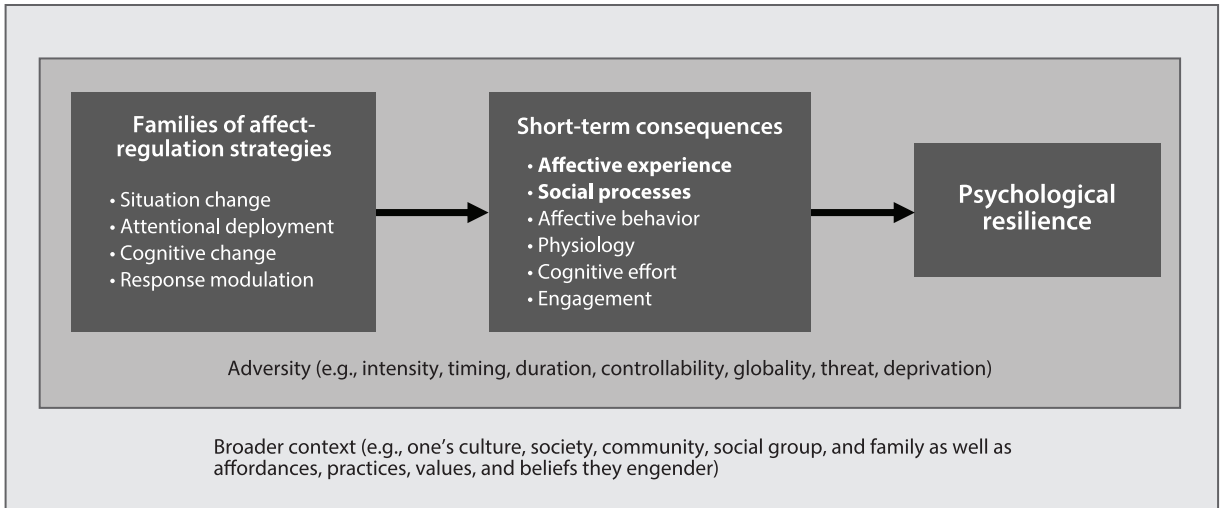 Families of affect-
regulation strategies
• Situation change
• Attentional deployment
• Cognitive change
• Response modulation
Short-term consequences
• Affective experience
• Social processes
• Affective behavior
• Physiology
• Cognitive effort
• Engagement
Psychological
resilience
Adversity (e.g., intensity, timing, duration, controllability, globality, threat, deprivation)
Broader context (e.g., one’s culture, society, community, social group, and family as well as
affordances, practices, values, and beliefs they engender)